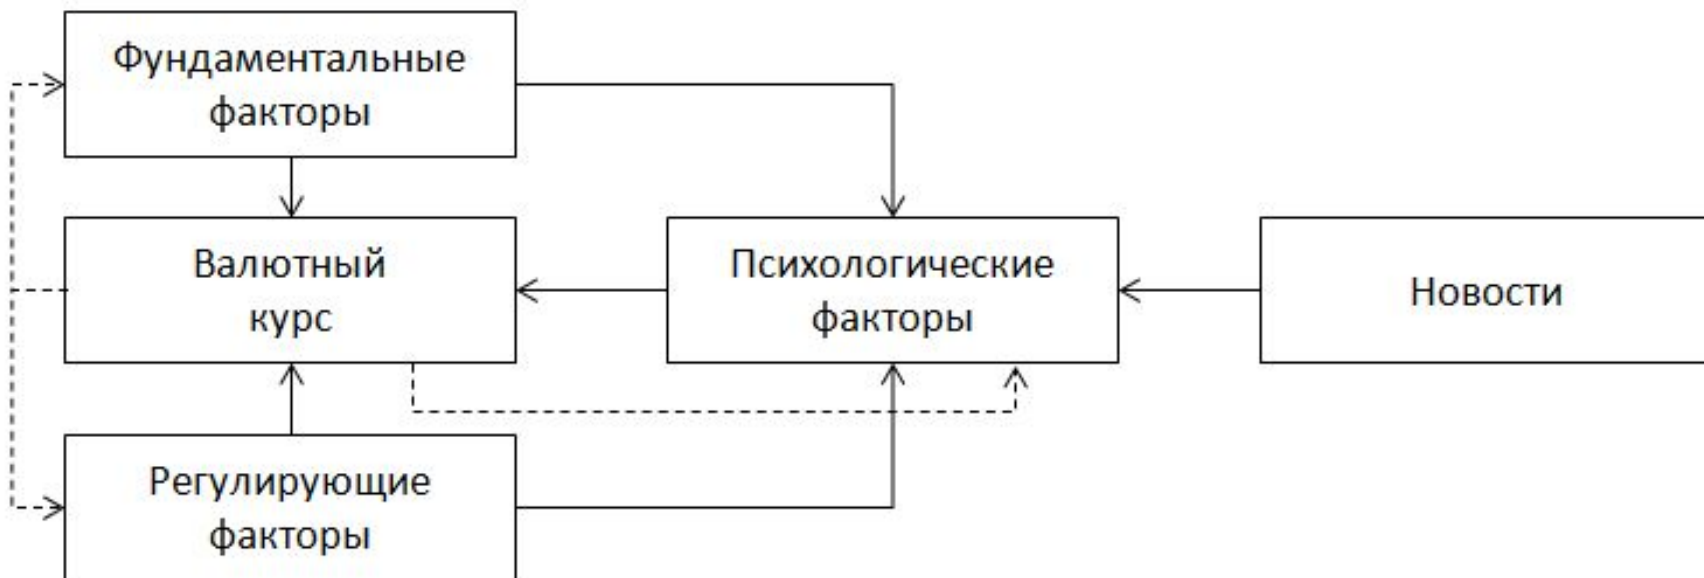 Фундаментальные
факторы
Валютный
курс
Психологические
факторы
Новости
Регулирующие
факторы